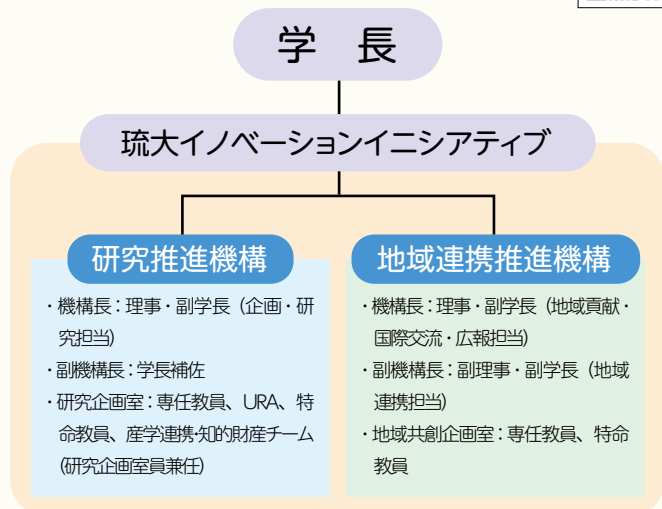 学 長
琉大イノベーションイニシアティブ
研究推進機構
・機構長：理事・副学長（企画・研
究担当）
・副機構長：学長補佐
・研究企画室：専任教員、URA、特
命教員、産学連携・知的財産チーム
（研究企画室員兼任）
地域連携推進機構
・機構長：理事・副学長（地域貢献・
国際交流・広報担当）
・副機構長：副理事・副学長（地域
連携担当）
・地域共創企画室：専任教員、特命
教員